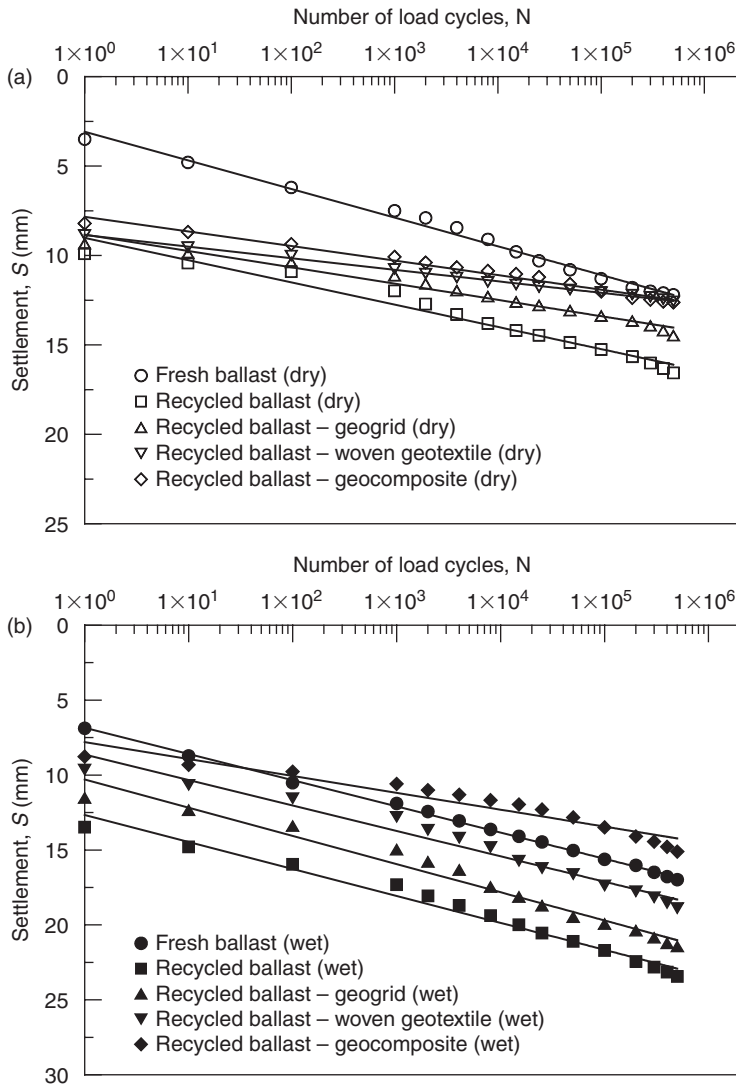 Number of load cycles, N
1×10⁰ 1×10¹ 1×10² 1×10³ 1×10⁴ 1×10⁵ 1×10⁶
(a)
0
5
10
15
20
25
Settlement, S (mm)
Fresh ballast (dry)
Recycled ballast (dry)
Recycled ballast – geogrid (dry)
Recycled ballast – woven geotextile (dry)
Recycled ballast – geocomposite (dry)
Number of load cycles, N
1×10⁰ 1×10¹ 1×10² 1×10³ 1×10⁴ 1×10⁵ 1×10⁶
(b)
0
5
10
15
20
25
30
Settlement, S (mm)
Fresh ballast (wet)
Recycled ballast (wet)
Recycled ballast – geogrid (wet)
Recycled ballast – woven geotextile (wet)
Recycled ballast – geocomposite (wet)